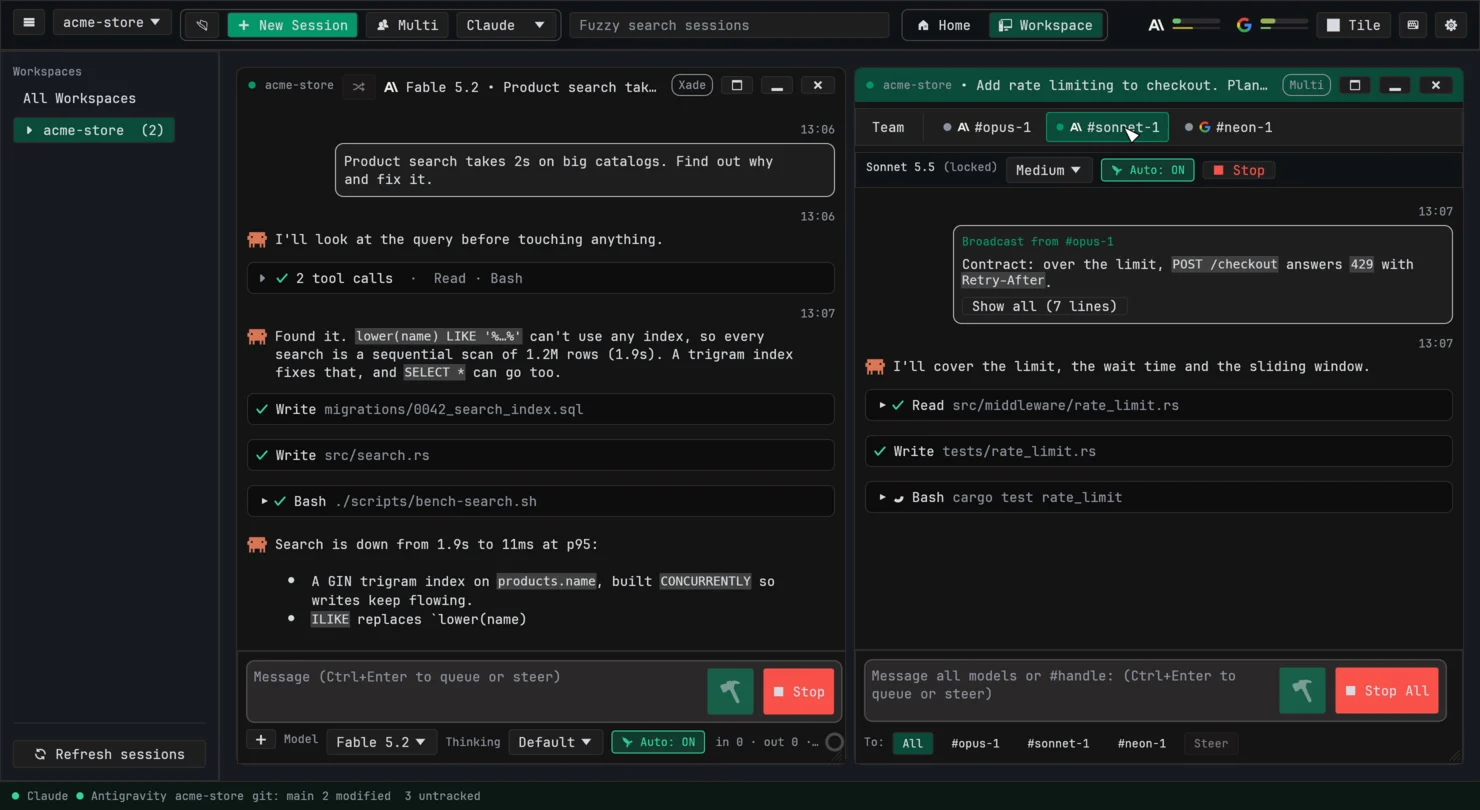 acme-store
+ New Session
Multi
Claude
Fuzzy search sessions
Home
Workspace
Tile
Workspaces
All Workspaces
acme-store (2)
Refresh sessions
acme-store
Fable 5.2 • Product search tak…
Xade
13:06
Product search takes 2s on big catalogs. Find out why
and fix it.
13:06
I'll look at the query before touching anything.
2 tool calls · Read · Bash
13:07
Found it. lower(name) LIKE '%…%' can't use any index, so every
search is a sequential scan of 1.2M rows (1.9s). A trigram index
fixes that, and SELECT * can go too.
Write migrations/0042_search_index.sql
Write src/search.rs
Bash ./scripts/bench-search.sh
Search is down from 1.9s to 11ms at p95:
• A GIN trigram index on products.name, built CONCURRENTLY so
writes keep flowing.
• ILIKE replaces `lower(name)
Message (Ctrl+Enter to queue or steer)
Stop
+ Model Fable 5.2 Thinking Default Auto: ON in 0 · out 0 ·…
acme-store • Add rate limiting to checkout. Plan…
Multi
Team
#opus-1
#sonnet-1
#neon-1
Sonnet 5.5 (locked) Medium Auto: ON Stop
13:07
Broadcast from #opus-1
Contract: over the limit, POST /checkout answers 429 with
Retry-After.
Show all (7 lines)
13:07
I'll cover the limit, the wait time and the sliding window.
Read src/middleware/rate_limit.rs
Write tests/rate_limit.rs
Bash cargo test rate_limit
Message all models or #handle: (Ctrl+Enter to
queue or steer)
Stop All
To: All #opus-1 #sonnet-1 #neon-1 Steer
Claude Antigravity acme-store git: main 2 modified 3 untracked